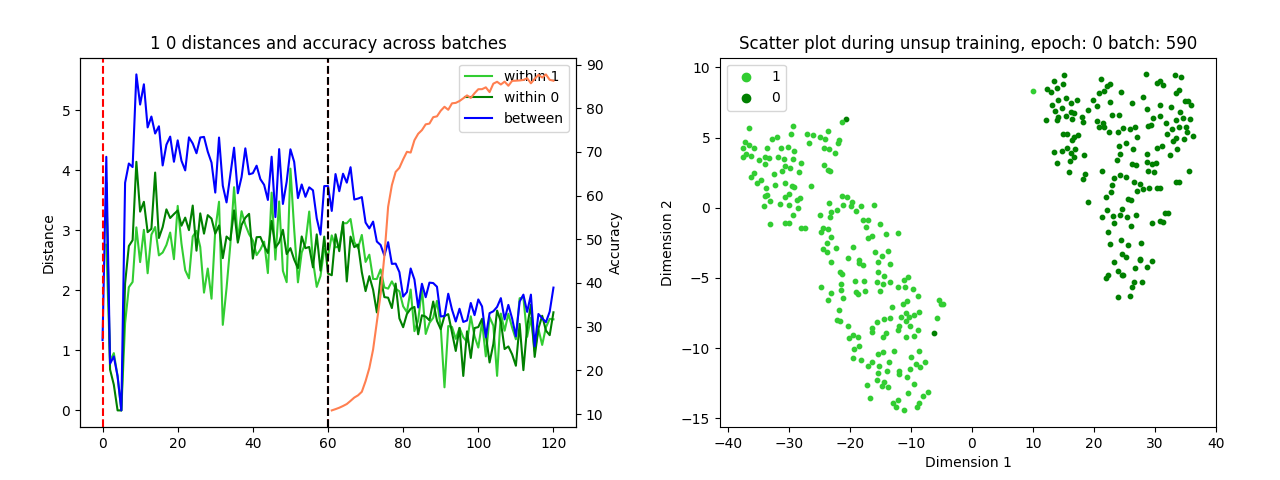 1 0 distances and accuracy across batches
Distance
5
4
3
2
1
0
0 20 40 60 80 100 120
within 1
within 0
between
90
80
70
60
50
40
30
20
10
Accuracy
Scatter plot during unsup training, epoch: 0 batch: 590
Dimension 2
10
5
0
−5
−10
−15
1
0
−40 −30 −20 −10 0 10 20 30 40
Dimension 1